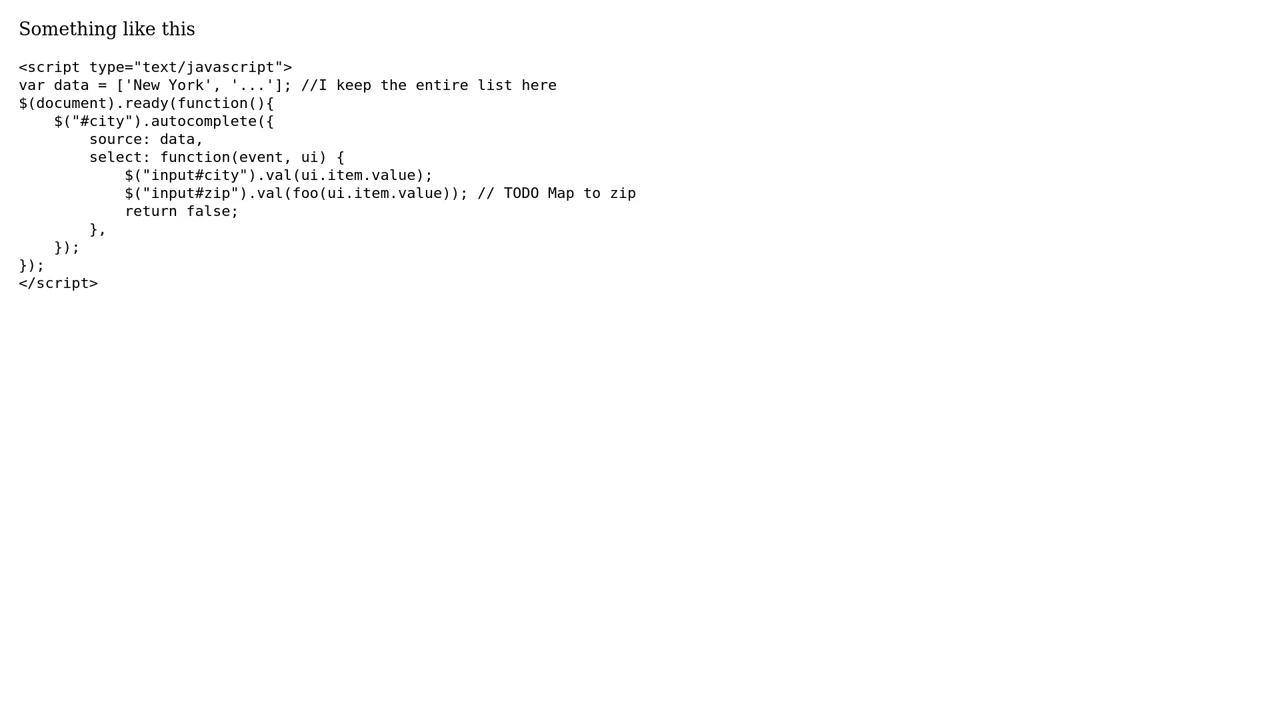 Something like this
<script type="text/javascript">
var data = ['New York', '...']; //I keep the entire list here
$(document).ready(function(){
    $("#city").autocomplete({
        source: data,
        select: function(event, ui) {
            $("input#city").val(ui.item.value);
            $("input#zip").val(foo(ui.item.value)); // TODO Map to zip
            return false;
        },
    });
});
</script>